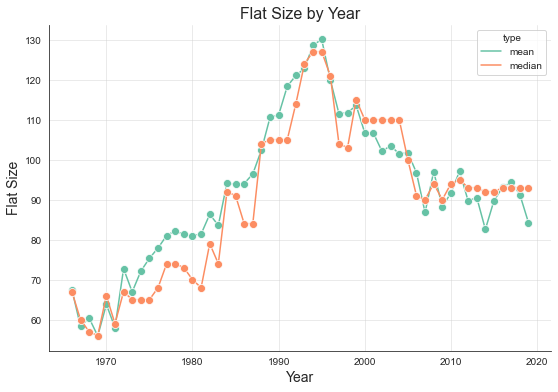 Flat Size by Year
type
mean
median
Flat Size
130
120
110
100
90
80
70
60
1970
1980
1990
2000
2010
2020
Year